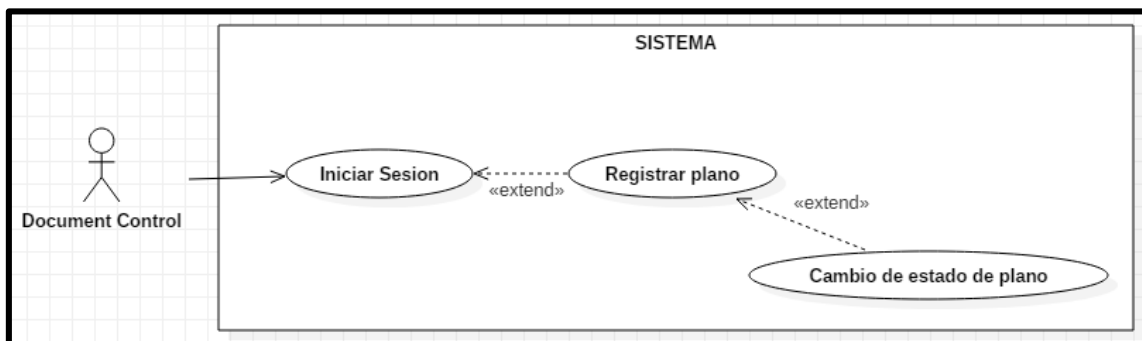 SISTEMA
Iniciar Sesion
«extend»
Registrar plano
«extend»
Document Control
Cambio de estado de plano